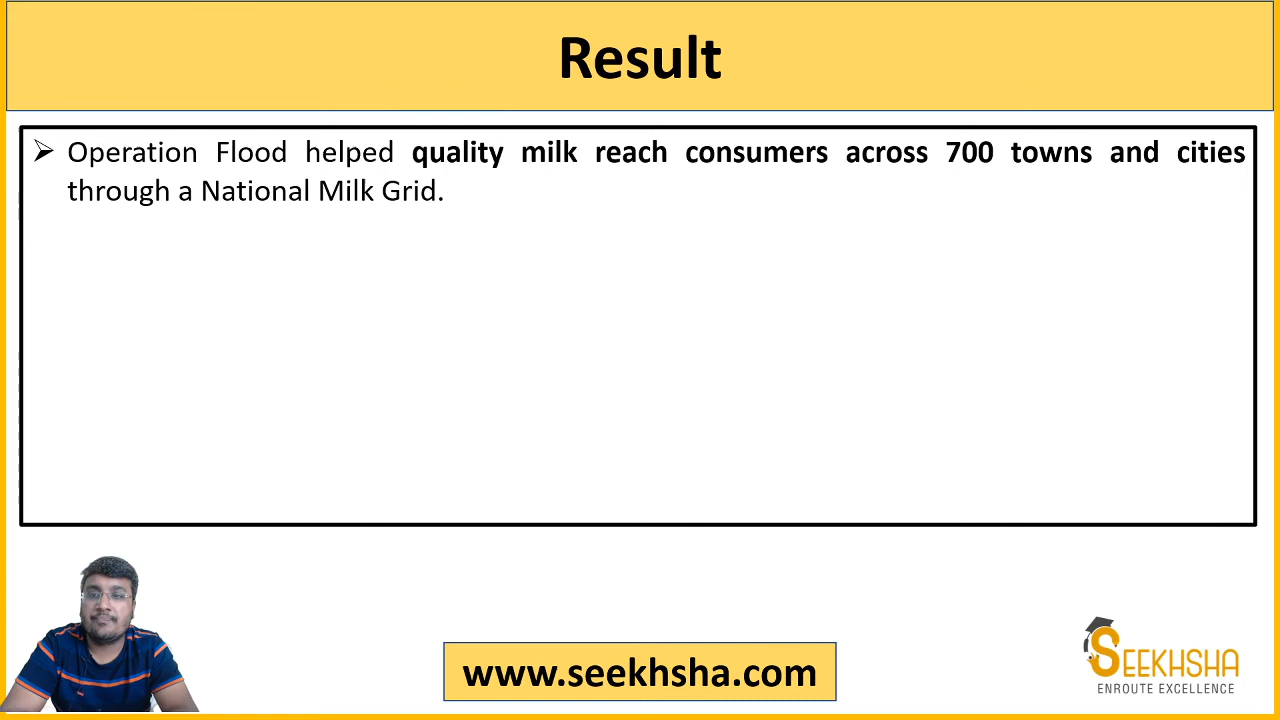 Result
➢ Operation Flood helped quality milk reach consumers across 700 towns and cities
through a National Milk Grid.
www.seekhsha.com
SEEKHSHA
ENROUTE EXCELLENCE